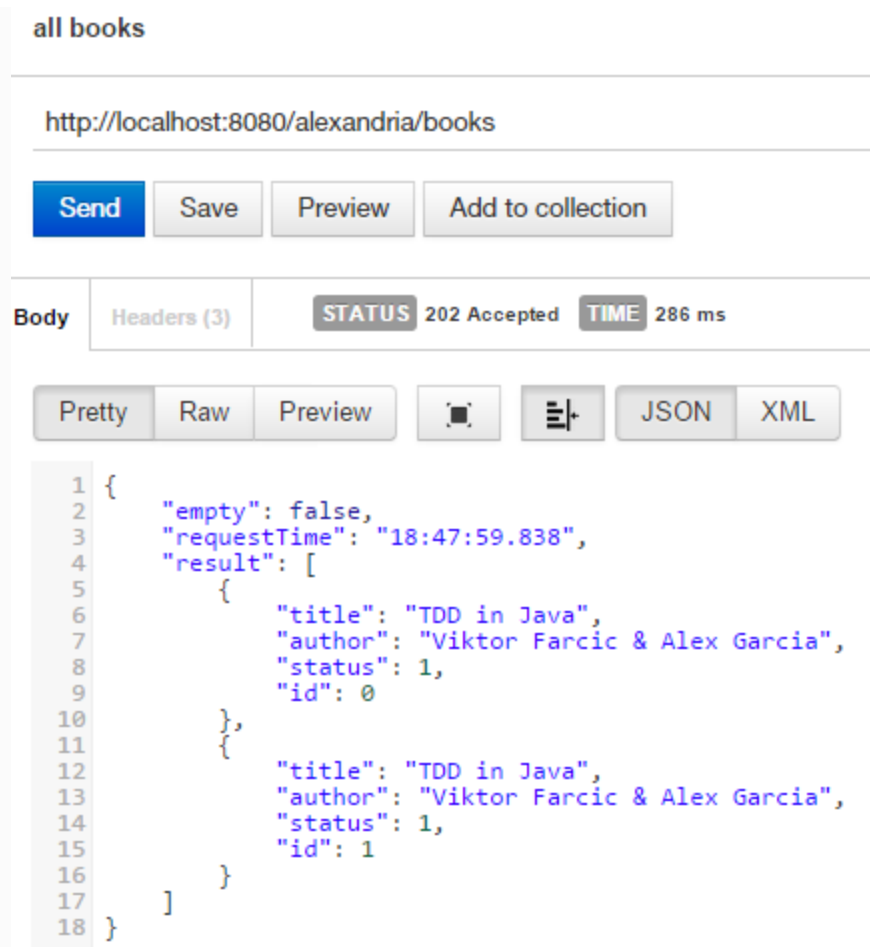 all books
http://localhost:8080/alexandria/books
Send Save Preview Add to collection
Body Headers (3) STATUS 202 Accepted TIME 286 ms
Pretty Raw Preview JSON XML
1 {
2     "empty": false,
3     "requestTime": "18:47:59.838",
4     "result": [
5         {
6             "title": "TDD in Java",
7             "author": "Viktor Farcic & Alex Garcia",
8             "status": 1,
9             "id": 0
10         },
11         {
12             "title": "TDD in Java",
13             "author": "Viktor Farcic & Alex Garcia",
14             "status": 1,
15             "id": 1
16         }
17     ]
18 }